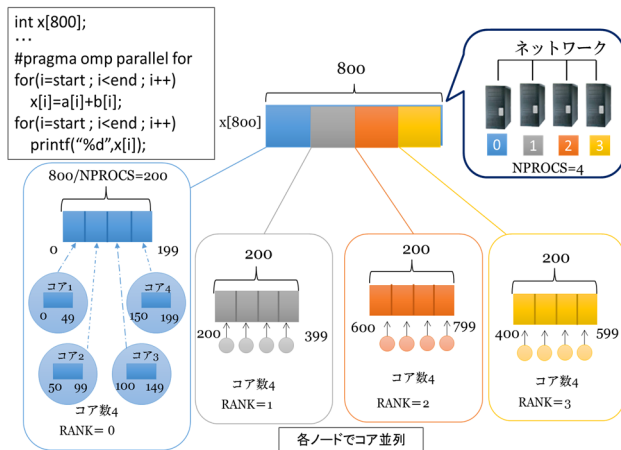 int x[800];
…
#pragma omp parallel for
for(i=start ; i<end ; i++)
x[i]=a[i]+b[i];
for(i=start ; i<end ; i++)
printf(“%d”,x[i]);
800
x[800]
ネットワーク
0 1 2 3
NPROCS=4
800/NPROCS=200
0 199
コア1
0 49
コア4
150 199
コア2
50 99
コア3
100 149
コア数4
RANK= 0
200
200 399
コア数4
RANK=1
200
600 799
コア数4
RANK=2
200
400 599
コア数4
RANK=3
各ノードでコア並列